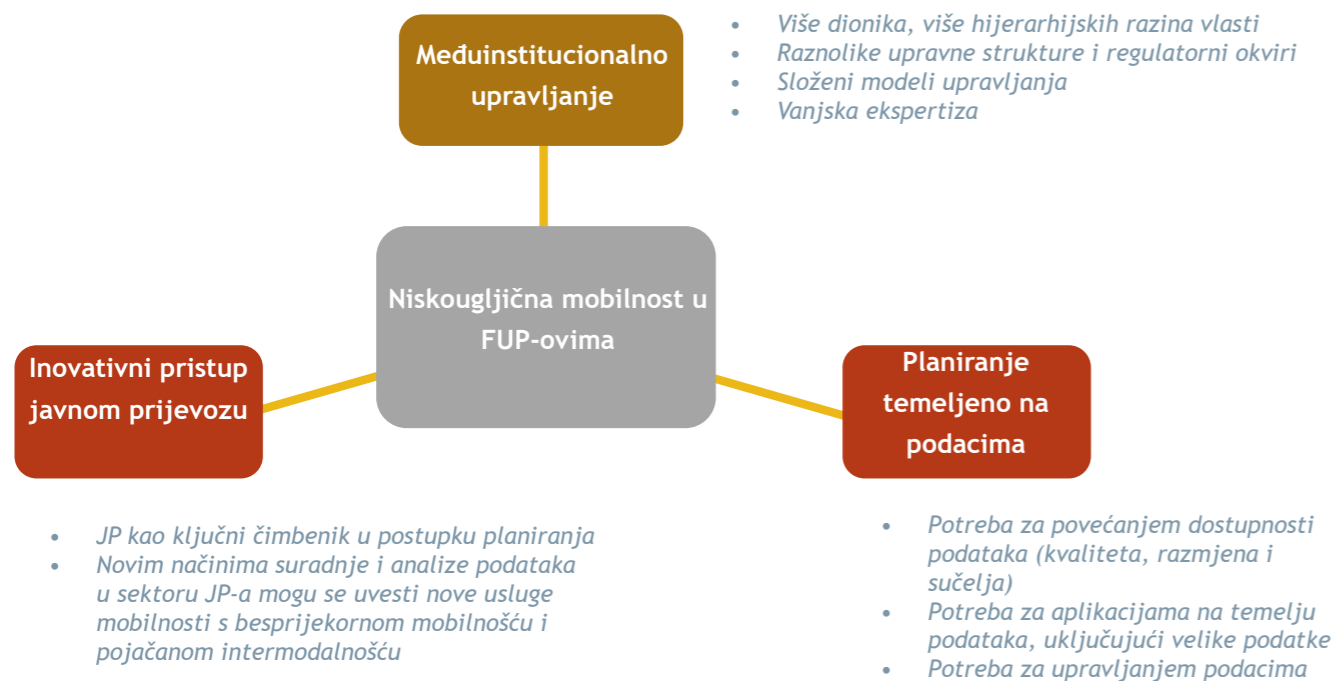 Međuinstitucionalno
upravljanje
• Više dionika, više hijerarhijskih razina vlasti
• Raznolike upravne strukture i regulatorni okviri
• Složeni modeli upravljanja
• Vanjska ekspertiza
Niskougljična mobilnost u
FUP-ovima
Inovativni pristup
javnom prijevozu
Planiranje
temeljeno na
podacima
• JP kao ključni čimbenik u postupku planiranja
• Novim načinima suradnje i analize podataka
u sektoru JP-a mogu se uvesti nove usluge
mobilnosti s besprijekornom mobilnošću i
pojačanom intermodalnošću
• Potreba za povećanjem dostupnosti
podataka (kvaliteta, razmjena i
sučelja)
• Potreba za aplikacijama na temelju
podataka, uključujući velike podatke
• Potreba za upravljanjem podacima